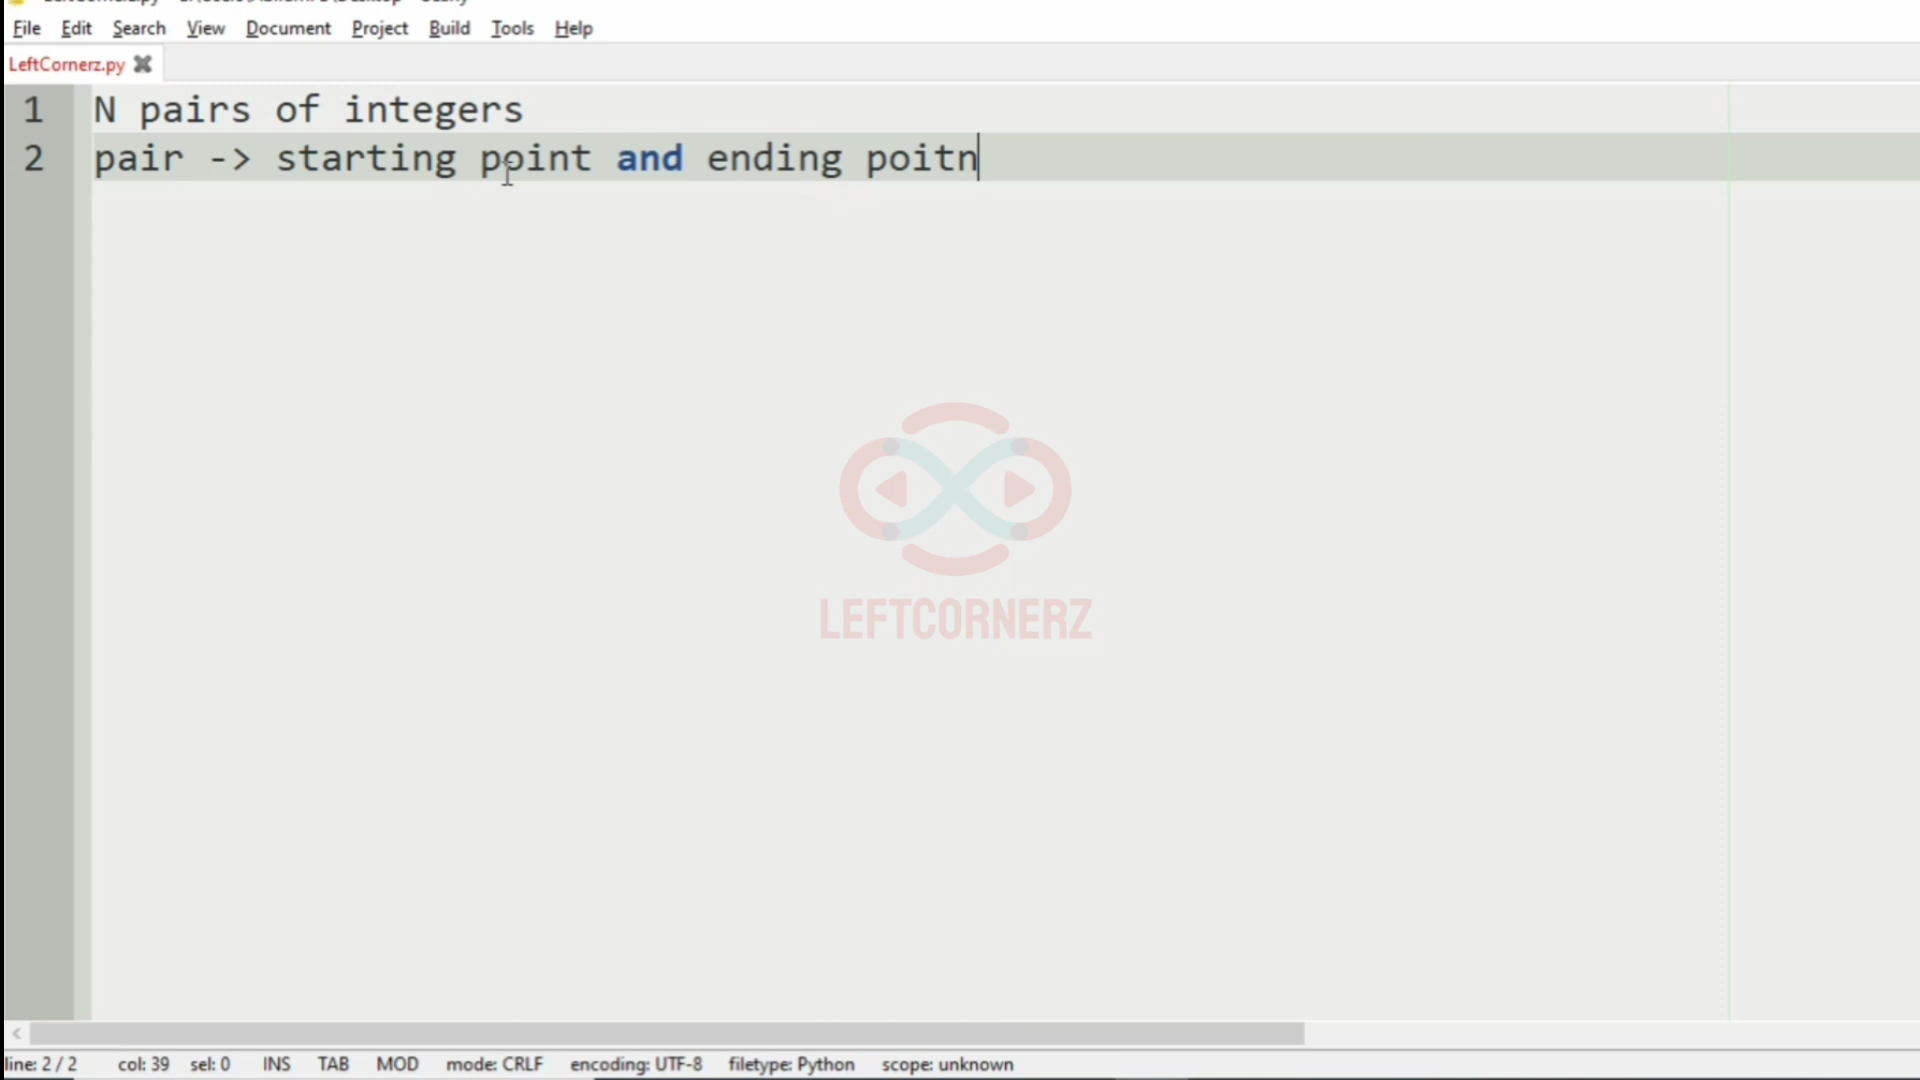 File Edit Search View Document Project Build Tools Help
LeftCornerz.py
1 N pairs of integers
2 pair -> starting point and ending poitn
LEFTCORNERZ
line: 2 / 2 col: 39 sel: 0 INS TAB MOD mode: CRLF encoding: UTF-8 filetype: Python scope: unknown